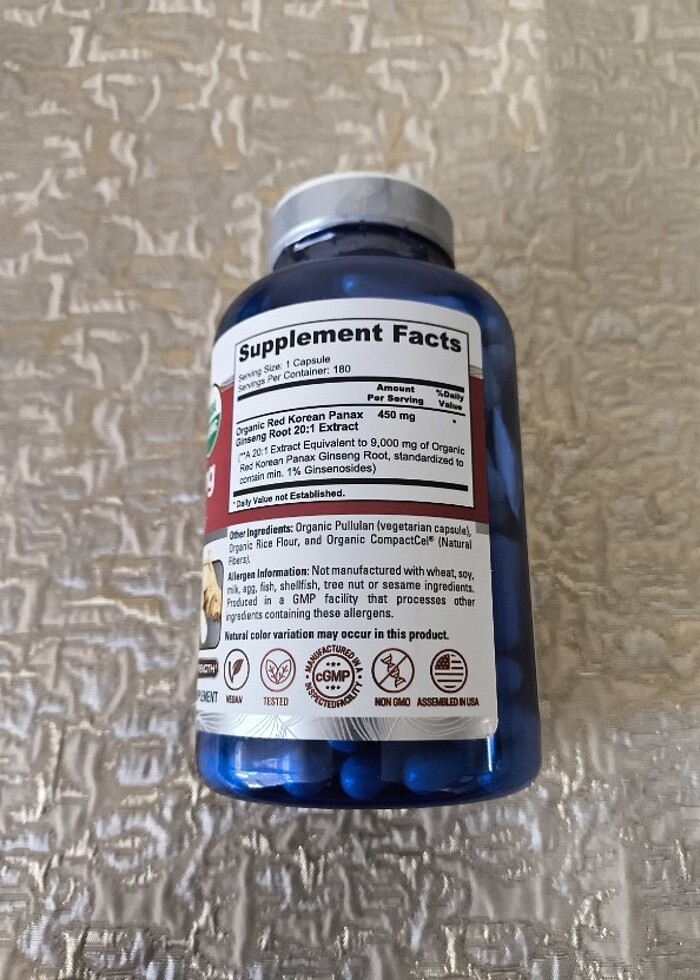 Supplement Facts
Serving Size: 1 Capsule
Servings Per Container: 180
Amount Per Serving
%Daily Value
Organic Red Korean Panax 450 mg *
Ginseng Root 20:1 Extract
(**A 20:1 Extract Equivalent to 9,000 mg of Organic
Red Korean Panax Ginseng Root, standardized to
contain min. 1% Ginsenosides)
* Daily Value not Established.
Other Ingredients: Organic Pullulan (vegetarian capsule),
Organic Rice Flour, and Organic CompactCel® (Natural
Fibers).
Allergen Information: Not manufactured with wheat, soy,
milk, egg, fish, shellfish, tree nut or sesame ingredients.
Produced in a GMP facility that processes other
ingredients containing these allergens.
Natural color variation may occur in this product.
VEGAN
TESTED
MANUFACTURED IN A
cGMP
INSPECTED FACILITY
NON GMO
ASSEMBLED IN USA